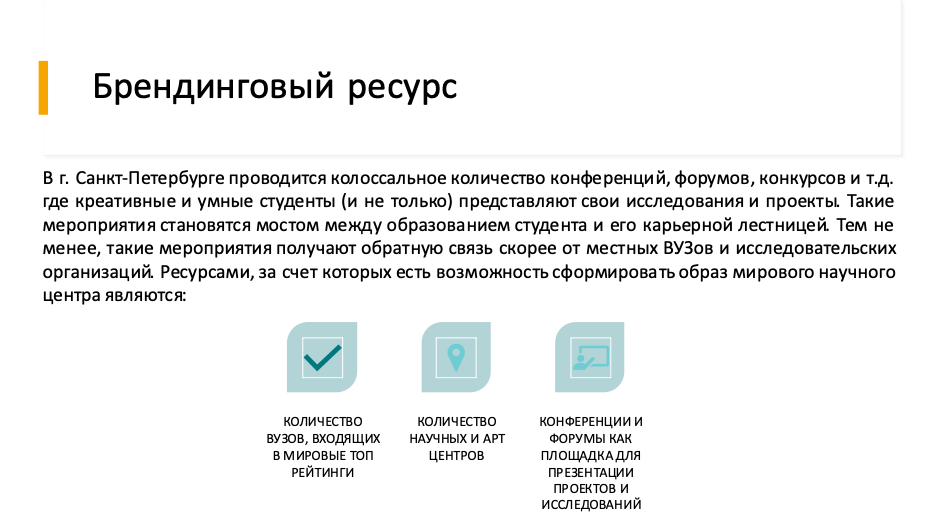 Брендинговый ресурс
В г. Санкт-Петербурге проводится колоссальное количество конференций, форумов, конкурсов и т.д.
где креативные и умные студенты (и не только) представляют свои исследования и проекты. Такие
мероприятия становятся мостом между образованием студента и его карьерной лестницей. Тем не
менее, такие мероприятия получают обратную связь скорее от местных ВУЗов и исследовательских
организаций. Ресурсами, за счет которых есть возможность сформировать образ мирового научного
центра являются:
КОЛИЧЕСТВО
ВУЗОВ, ВХОДЯЩИХ
В МИРОВЫЕ ТОП
РЕЙТИНГИ
КОЛИЧЕСТВО
НАУЧНЫХ И АРТ
ЦЕНТРОВ
КОНФЕРЕНЦИИ И
ФОРУМЫ КАК
ПЛОЩАДКА ДЛЯ
ПРЕЗЕНТАЦИИ
ПРОЕКТОВ И
ИССЛЕДОВАНИЙ